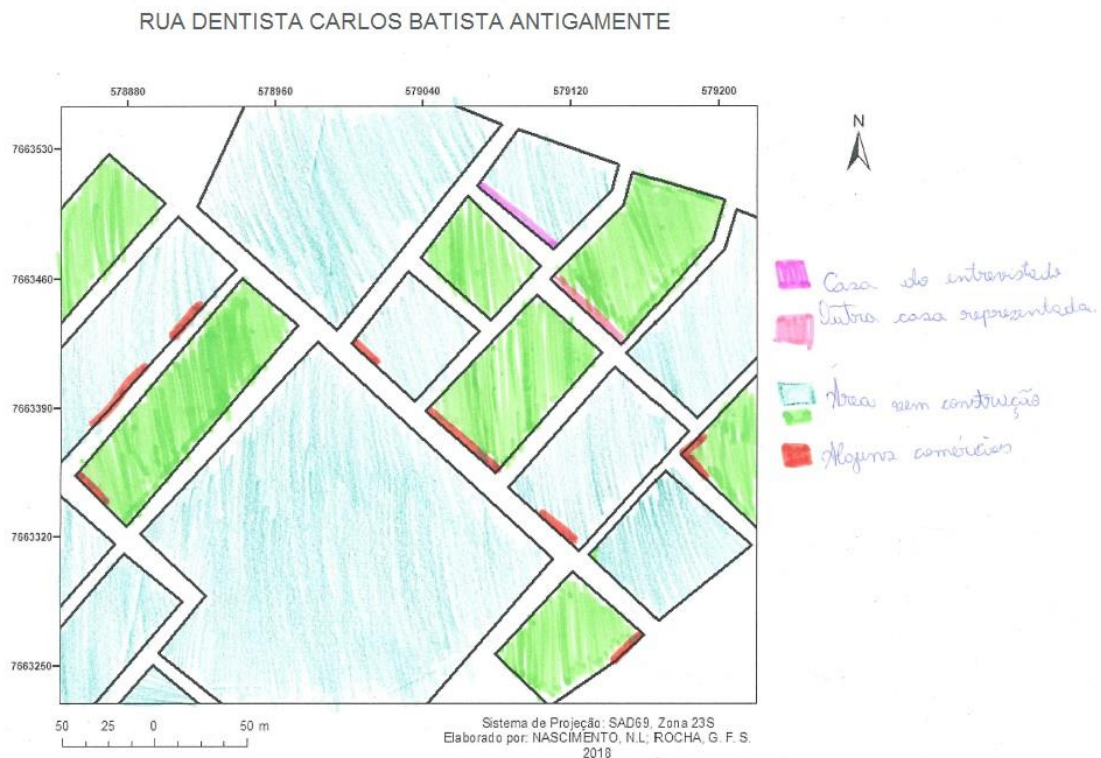 RUA DENTISTA CARLOS BATISTA ANTIGAMENTE
578880 578960 579040 579120 579200
N
7663530
7663460
7663390
7663320
7663250
Casa do entrevistado
Outra casa representada.
Área sem construção
Alguns comércios
50 25 0 50 m
Sistema de Projeção: SAD69, Zona 23S
Elaborado por: NASCIMENTO, N.L; ROCHA, G. F. S.
2018